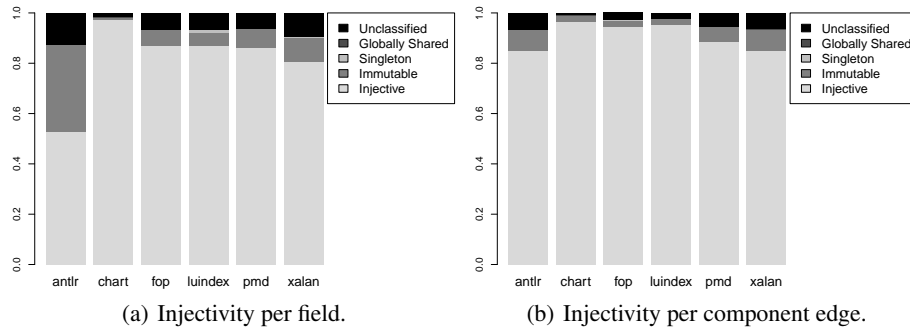 1.0
0.8
0.6
0.4
0.2
0.0
Unclassified
Globally Shared
Singleton
Immutable
Injective
antlr chart fop luindex pmd xalan
(a) Injectivity per field.
1.0
0.8
0.6
0.4
0.2
0.0
Unclassified
Globally Shared
Singleton
Immutable
Injective
antlr chart fop luindex pmd xalan
(b) Injectivity per component edge.